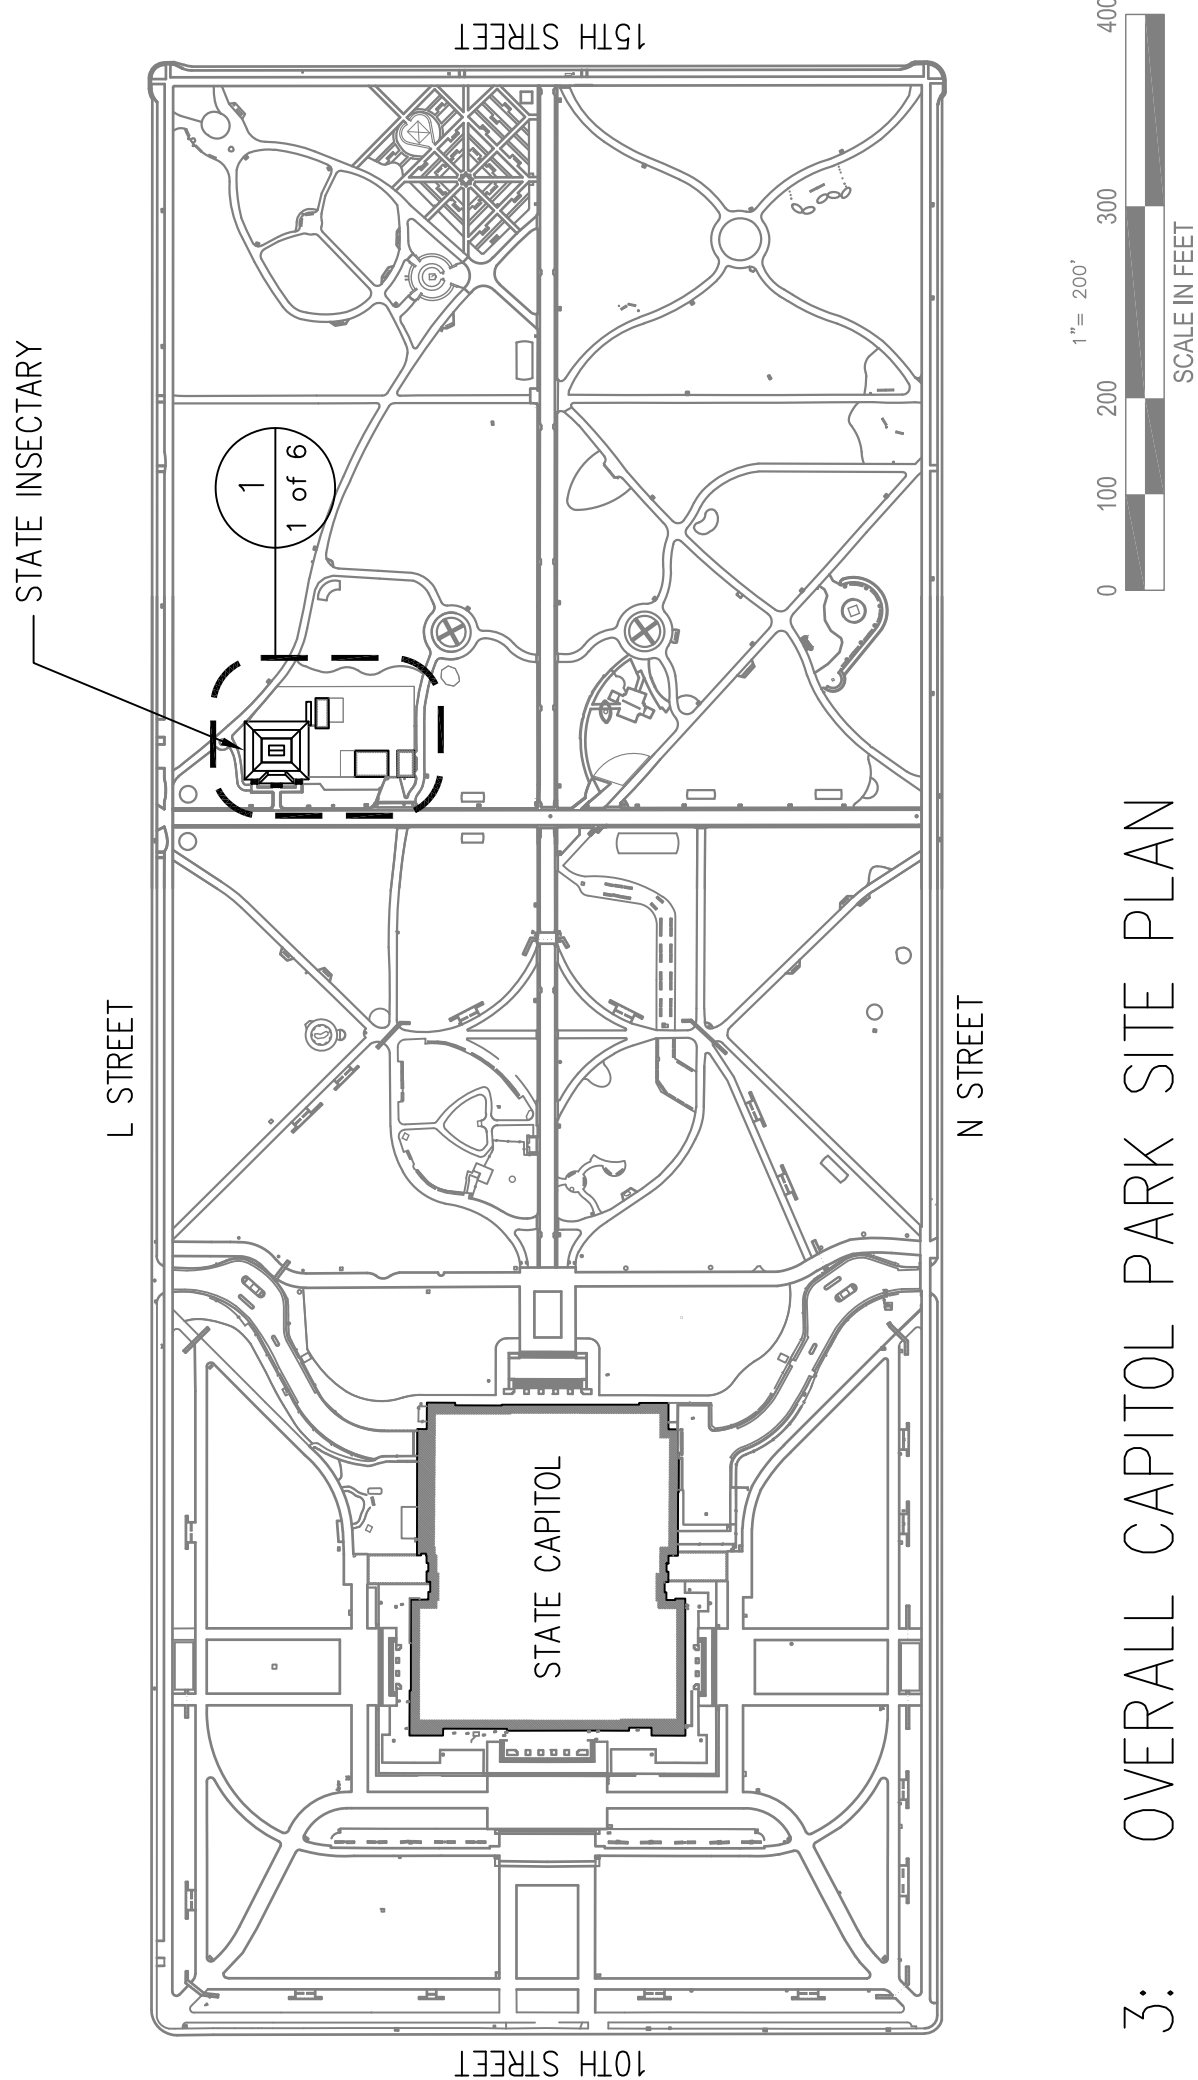 STATE INSECTARY
1
1 of 6
L STREET
10TH STREET
STATE CAPITOL
15TH STREET
N STREET
1"= 200'
0 100 200 300 400
SCALE IN FEET
3: OVERALL CAPITOL PARK SITE PLAN